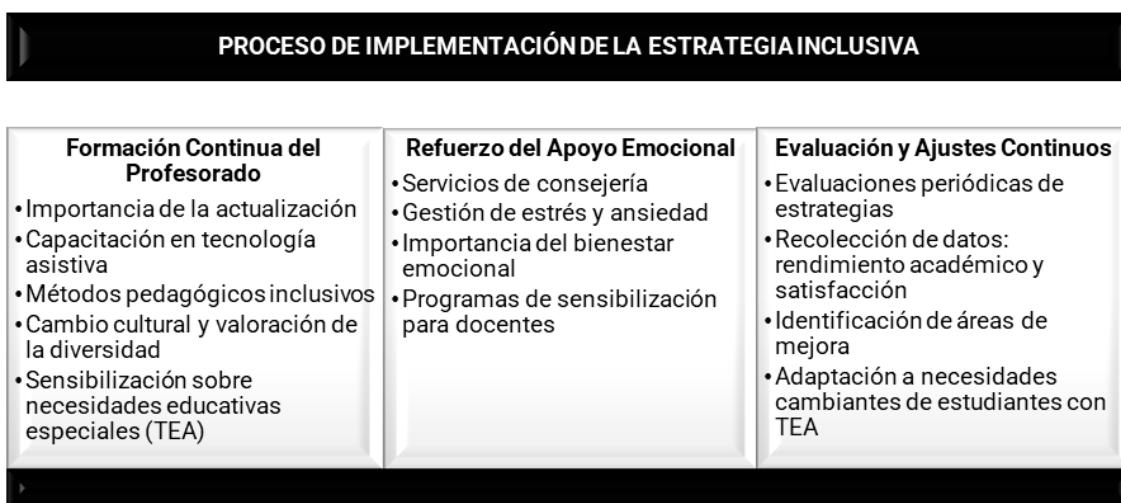 PROCESO DE IMPLEMENTACIÓN DE LA ESTRATEGIA INCLUSIVA
Formación Continua del
Profesorado
•Importancia de la actualización
•Capacitación en tecnología
asistiva
•Métodos pedagógicos inclusivos
•Cambio cultural y valoración de
la diversidad
•Sensibilización sobre
necesidades educativas
especiales (TEA)
Refuerzo del Apoyo Emocional
•Servicios de consejería
•Gestión de estrés y ansiedad
•Importancia del bienestar
emocional
•Programas de sensibilización
para docentes
Evaluación y Ajustes Continuos
•Evaluaciones periódicas de
estrategias
•Recolección de datos:
rendimiento académico y
satisfacción
•Identificación de áreas de
mejora
•Adaptación a necesidades
cambiantes de estudiantes con
TEA